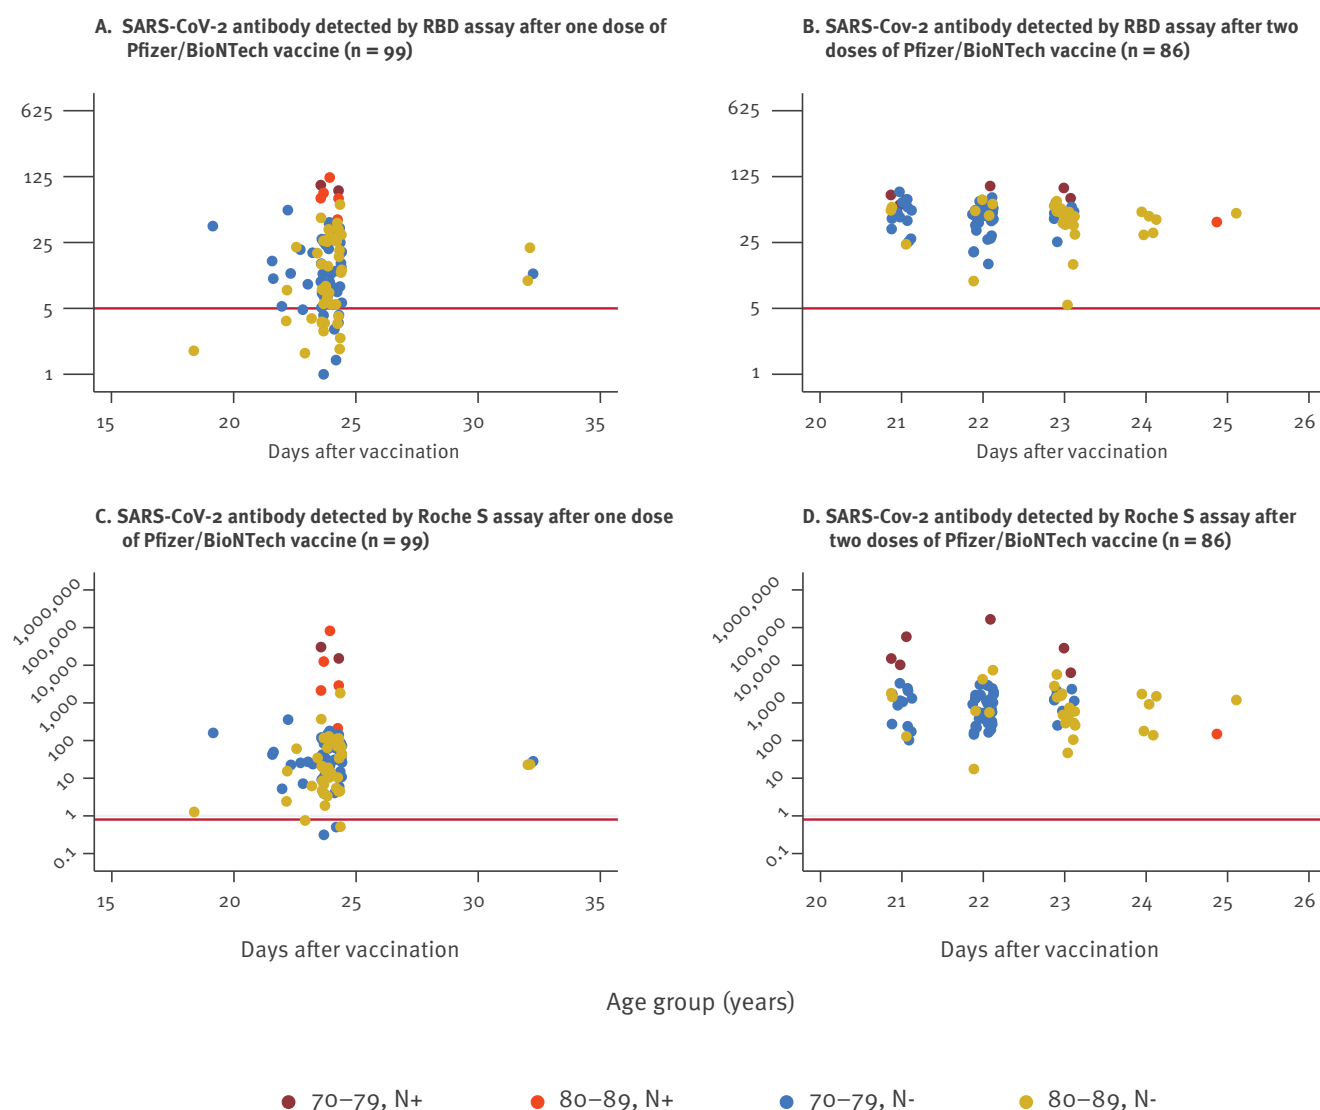 A. SARS-CoV-2 antibody detected by RBD assay after one dose of
Pfizer/BioNTech vaccine (n = 99)
B. SARS-Cov-2 antibody detected by RBD assay after two
doses of Pfizer/BioNTech vaccine (n = 86)
625
125
25
5
1
15 20 25 30 35
Days after vaccination
625
125
25
5
1
20 21 22 23 24 25 26
Days after vaccination
C. SARS-CoV-2 antibody detected by Roche S assay after one dose
of Pfizer/BioNTech vaccine (n = 99)
D. SARS-Cov-2 antibody detected by Roche S assay after
two doses of Pfizer/BioNTech vaccine (n = 86)
1,000,000
100,000
10,000
1,000
100
10
1
0.1
15 20 25 30 35
Days after vaccination
1,000,000
100,000
10,000
1,000
100
10
1
0.1
20 21 22 23 24 25 26
Days after vaccination
Age group (years)
70–79, N+ 80–89, N+ 70–79, N- 80–89, N-